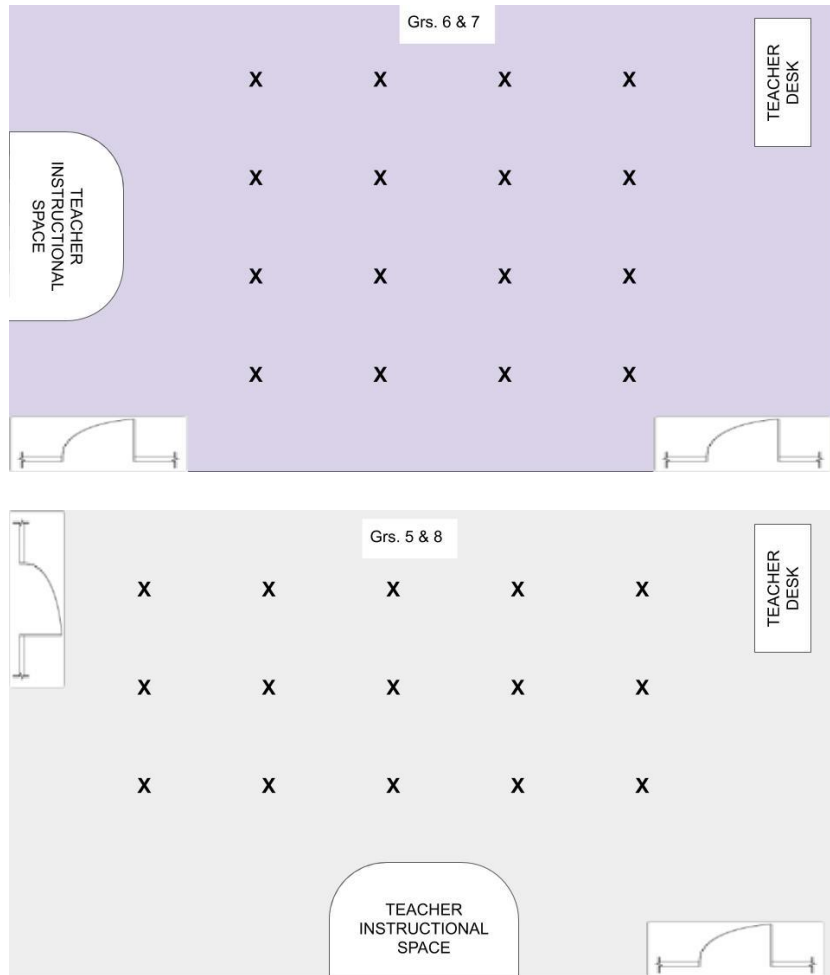 Grs. 6 & 7
TEACHER
DESK
X X X X
X X X X
TEACHER
INSTRUCTIONAL
SPACE
X X X X
X X X X
Grs. 5 & 8
TEACHER
DESK
X X X X X
X X X X X
X X X X X
TEACHER
INSTRUCTIONAL
SPACE